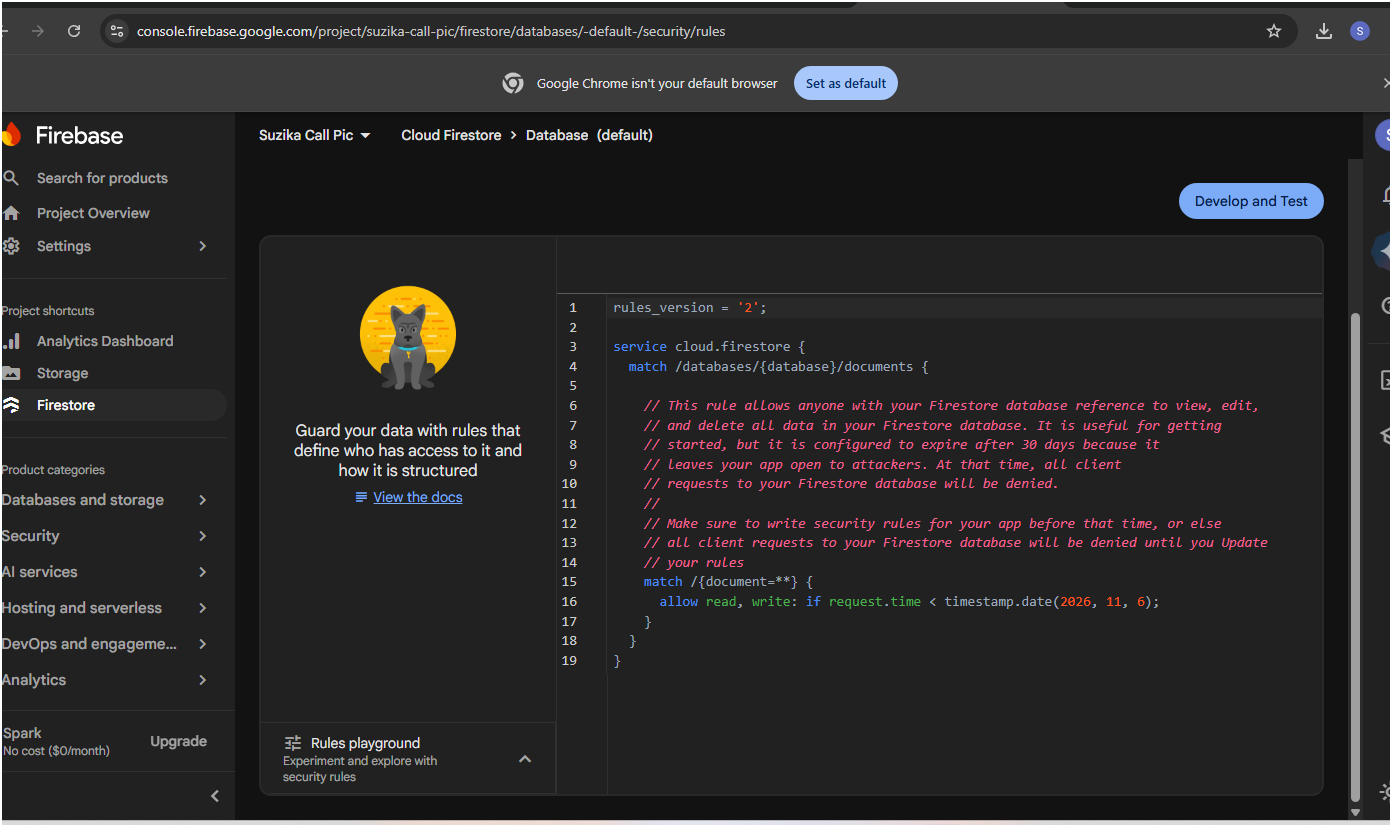 console.firebase.google.com/project/suzika-call-pic/firestore/databases/-default-/security/rules
S
Google Chrome isn't your default browser
Set as default
Firebase
Suzika Call Pic
Cloud Firestore > Database (default)
Search for products
Project Overview
Settings
Project shortcuts
Analytics Dashboard
Storage
Firestore
Product categories
Databases and storage
Security
AI services
Hosting and serverless
DevOps and engageme...
Analytics
Spark
No cost ($0/month)
Upgrade
Develop and Test
Guard your data with rules that
define who has access to it and
how it is structured
View the docs
Rules playground
Experiment and explore with
security rules
1 rules_version = '2';
2
3 service cloud.firestore {
4 match /databases/{database}/documents {
5
6 // This rule allows anyone with your Firestore database reference to view, edit,
7 // and delete all data in your Firestore database. It is useful for getting
8 // started, but it is configured to expire after 30 days because it
9 // leaves your app open to attackers. At that time, all client
10 // requests to your Firestore database will be denied.
11 //
12 // Make sure to write security rules for your app before that time, or else
13 // all client requests to your Firestore database will be denied until you Update
14 // your rules
15 match /{document=**} {
16 allow read, write: if request.time < timestamp.date(2026, 11, 6);
17 }
18 }
19 }